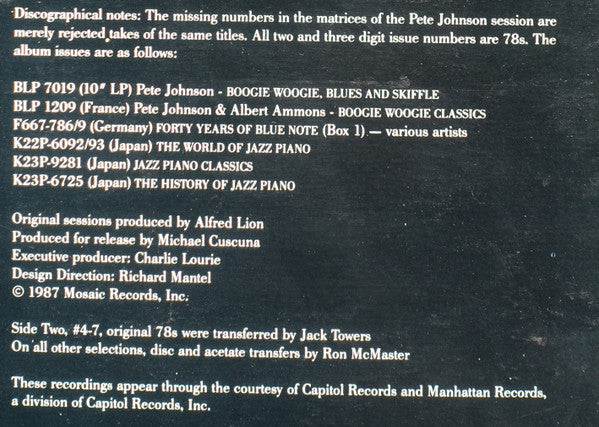 Discographical notes: The missing numbers in the matrices of the Pete Johnson session are
merely rejected takes of the same titles. All two and three digit issue numbers are 78s. The
album issues are as follows:
BLP 7019 (10" LP) Pete Johnson - BOOGIE WOOGIE, BLUES AND SKIFFLE
BLP 1209 (France) Pete Johnson & Albert Ammons - BOOGIE WOOGIE CLASSICS
F667-786/9 (Germany) FORTY YEARS OF BLUE NOTE (Box 1) — various artists
K22P-6092/93 (Japan) THE WORLD OF JAZZ PIANO
K23P-9281 (Japan) JAZZ PIANO CLASSICS
K23P-6725 (Japan) THE HISTORY OF JAZZ PIANO
Original sessions produced by Alfred Lion
Produced for release by Michael Cuscuna
Executive producer: Charlie Lourie
Design Direction: Richard Mantel
© 1987 Mosaic Records, Inc.
Side Two, #4-7, original 78s were transferred by Jack Towers
On all other selections, disc and acetate transfers by Ron McMaster
These recordings appear through the courtesy of Capitol Records and Manhattan Records,
a division of Capitol Records, Inc.